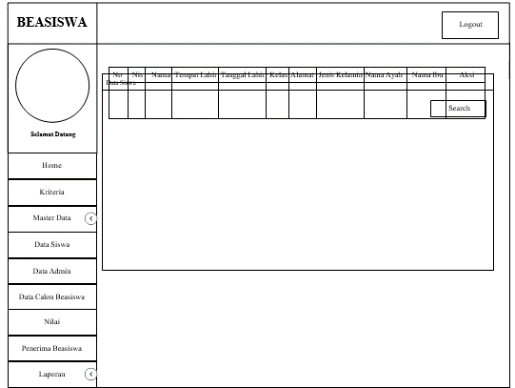 BEASISWA
Logout
Selamat Datang
Home
Kriteria
Master Data
Data Siswa
Data Admin
Data Calon Beasiswa
Nilai
Penerima Beasiswa
Laporan
No Nis Nama Tempat Lahir Tanggal Lahir Kelas Alamat Jenis Kelamin Nama Ayah Nama Ibu Aksi
Data Siswa
Search